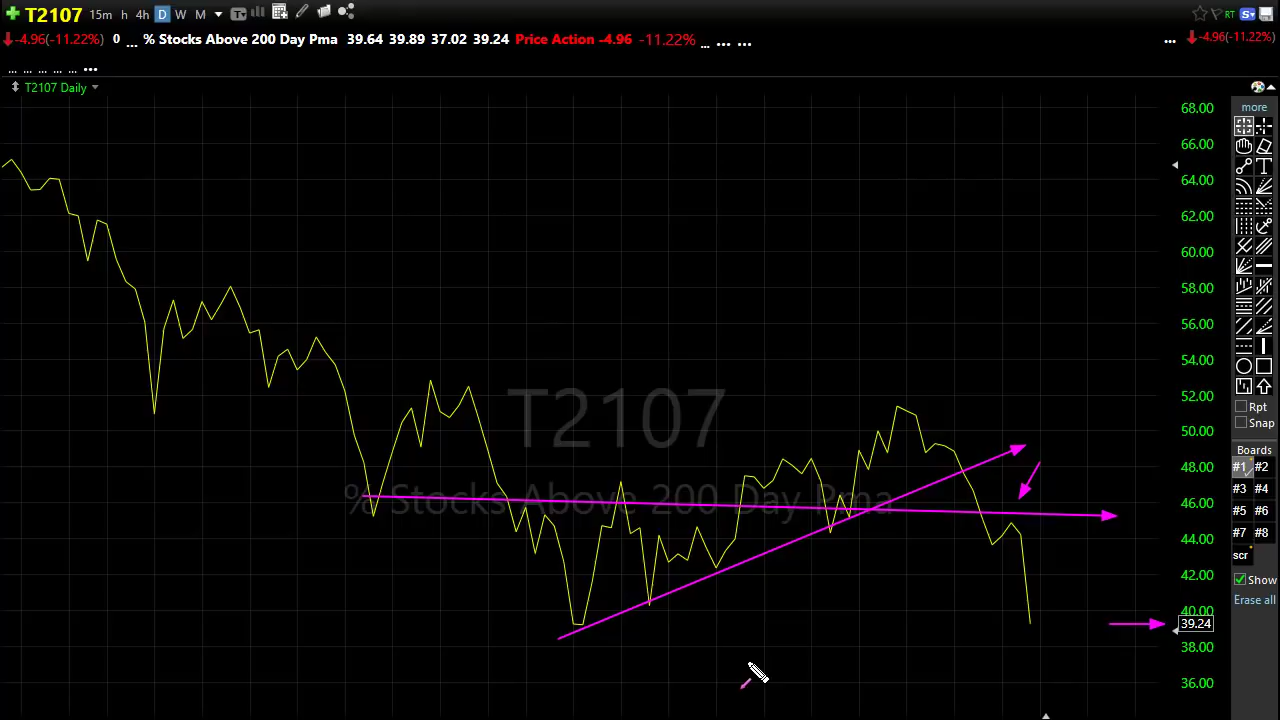 T2107 15m h 4h D W M T RT S
-4.96(-11.22%) 0 ... % Stocks Above 200 Day Pma 39.64 39.89 37.02 39.24 Price Action -4.96 -11.22% ... ... ... ... -4.96(-11.22%)
... ... ... ... ... ...
T2107 Daily
more
T
Rpt
Snap
Boards
#1 #2
#3 #4
#5 #6
#7 #8
scr
Show
Erase all
68.00
66.00
64.00
62.00
60.00
58.00
56.00
54.00
52.00
50.00
48.00
46.00
44.00
42.00
40.00
39.24
38.00
36.00
T2107
% Stocks Above 200 Day Pma